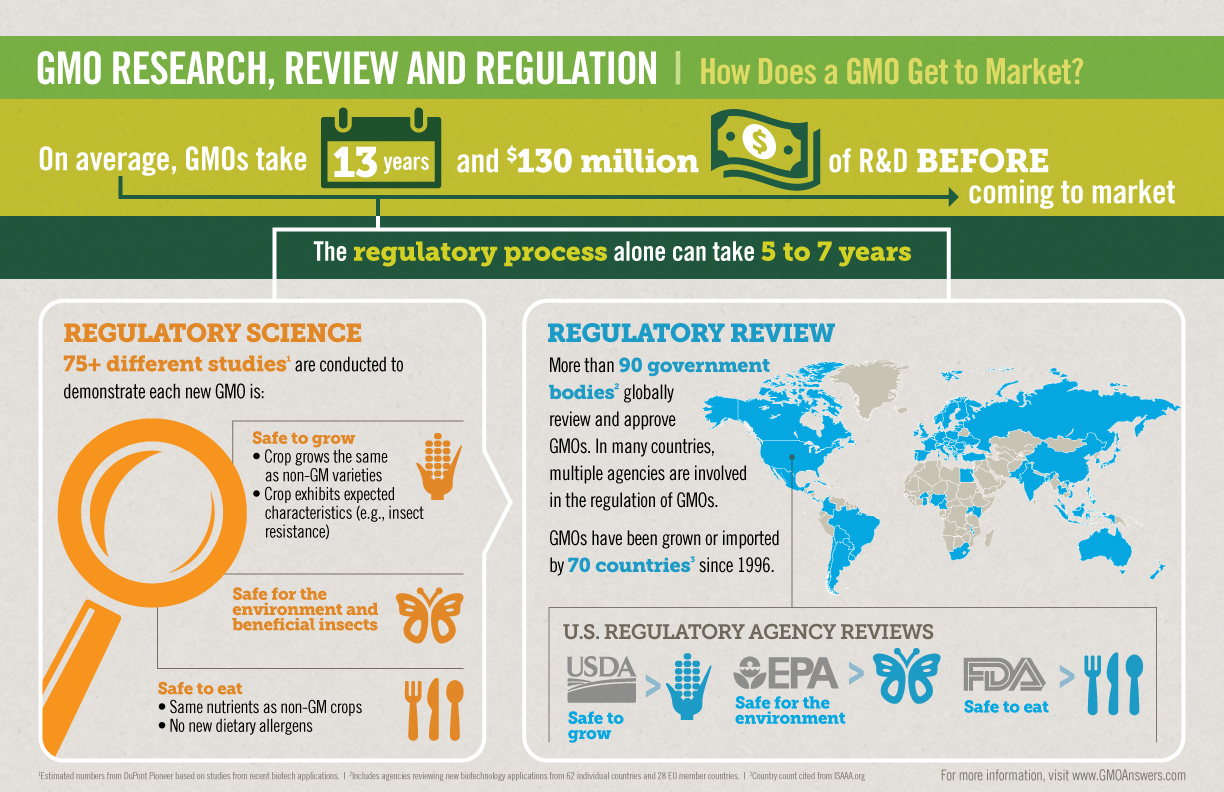 GMO RESEARCH, REVIEW AND REGULATION | How Does a GMO Get to Market?
On average, GMOs take 13 years and $130 million $ of R&D BEFORE
coming to market
The regulatory process alone can take 5 to 7 years
REGULATORY SCIENCE
75+ different studies¹ are conducted to
demonstrate each new GMO is:
Safe to grow
• Crop grows the same
as non-GM varieties
• Crop exhibits expected
characteristics (e.g., insect
resistance)
Safe for the
environment and
beneficial insects
Safe to eat
• Same nutrients as non-GM crops
• No new dietary allergens
REGULATORY REVIEW
More than 90 government
bodies² globally
review and approve
GMOs. In many countries,
multiple agencies are involved
in the regulation of GMOs.
GMOs have been grown or imported
by 70 countries³ since 1996.
U.S. REGULATORY AGENCY REVIEWS
USDA >
Safe to
grow
EPA >
Safe for the
environment
FDA >
Safe to eat
¹Estimated numbers from DuPont Pioneer based on studies from recent biotech applications. | ²Includes agencies reviewing new biotechnology applications from 62 individual countries and 28 EU member countries. | ³Country count cited from ISAAA.org
For more information, visit www.GMOAnswers.com